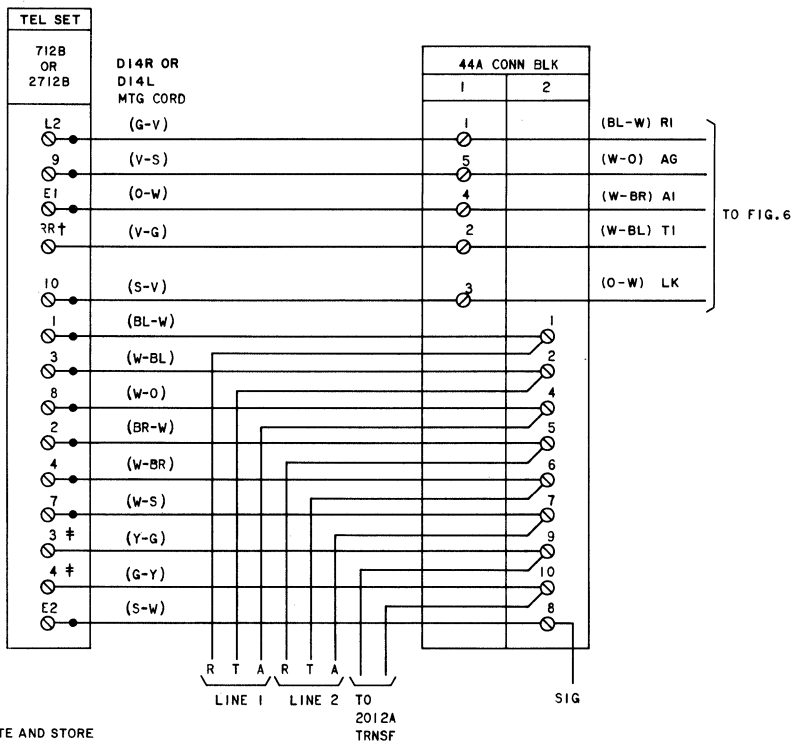 TEL SET
712B
OR
2712B
D14R OR
D14L
MTG CORD
44A CONN BLK
1 2
L2 (G-V) 1 (BL-W) R1
9 (V-S) 5 (W-O) AG
E1 (O-W) 4 (W-BR) A1
TO FIG.6
RR† (V-G) 2 (W-BL) T1
10 (S-V) 3 (O-W) LK
1 (BL-W) 1
3 (W-BL) 2
8 (W-O) 4
2 (BR-W) 5
4 (W-BR) 6
7 (W-S) 7
3 ‡ (Y-G) 9
4 ‡ (G-Y) 10
E2 (S-W) 8
R T A R T A
LINE 1 LINE 2 TO SIG
2012A
TRNSF
TE AND STORE